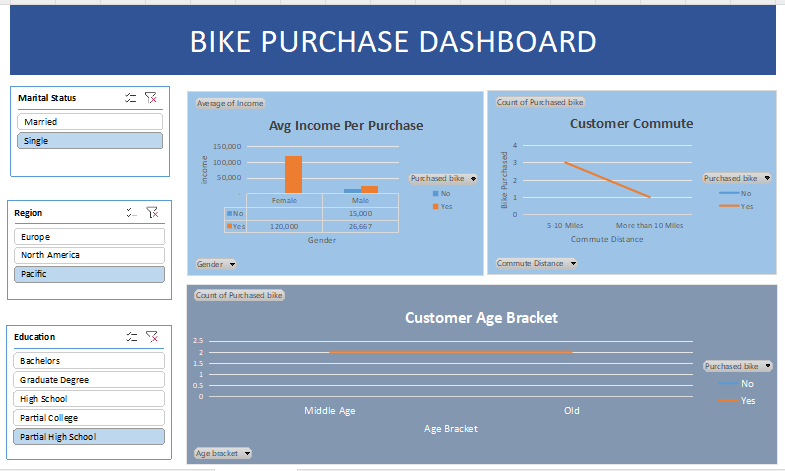 BIKE PURCHASE DASHBOARD
Marital Status
Married
Single
Region
Europe
North America
Pacific
Education
Bachelors
Graduate Degree
High School
Partial College
Partial High School
Average of Income
Avg Income Per Purchase
150,000
100,000
50,000
-
income
Female Male
No 15,000
Yes 120,000 26,667
Gender
Purchased bike
No
Yes
Gender
Count of Purchased bike
Customer Commute
4
3
2
1
0
Bike Purchased
5-10 Miles More than 10 Miles
Commute Distance
Purchased bike
No
Yes
Commute Distance
Count of Purchased bike
Customer Age Bracket
2.5
2
1.5
1
0.5
0
Middle Age Old
Age Bracket
Purchased bike
No
Yes
Age bracket